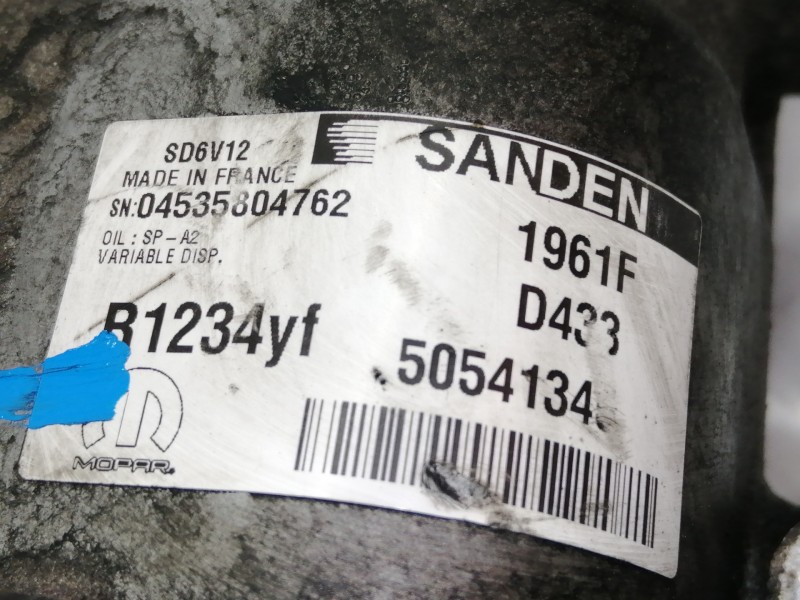 SD6V12
SANDEN
MADE IN FRANCE
SN:04535804762
OIL : SP-A2
VARIABLE DISP.
1961F
D433
R1234yf
5054134
MOPAR